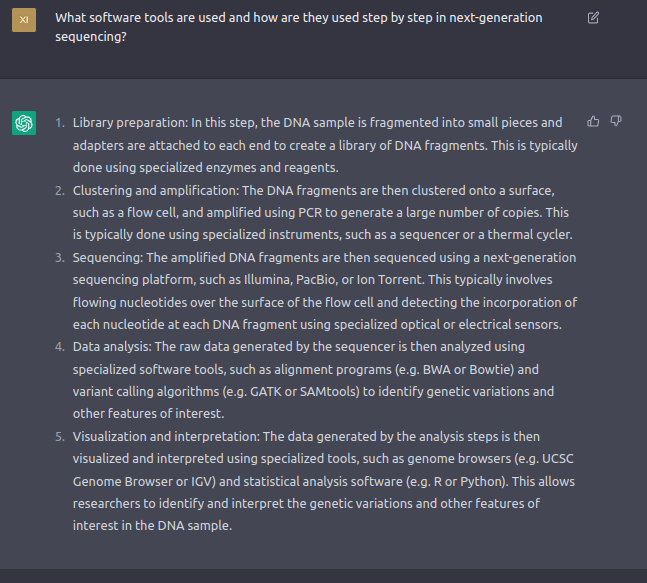 XI
What software tools are used and how are they used step by step in next-generation
sequencing?
1. Library preparation: In this step, the DNA sample is fragmented into small pieces and
adapters are attached to each end to create a library of DNA fragments. This is typically
done using specialized enzymes and reagents.
2. Clustering and amplification: The DNA fragments are then clustered onto a surface,
such as a flow cell, and amplified using PCR to generate a large number of copies. This
is typically done using specialized instruments, such as a sequencer or a thermal cycler.
3. Sequencing: The amplified DNA fragments are then sequenced using a next-generation
sequencing platform, such as Illumina, PacBio, or Ion Torrent. This typically involves
flowing nucleotides over the surface of the flow cell and detecting the incorporation of
each nucleotide at each DNA fragment using specialized optical or electrical sensors.
4. Data analysis: The raw data generated by the sequencer is then analyzed using
specialized software tools, such as alignment programs (e.g. BWA or Bowtie) and
variant calling algorithms (e.g. GATK or SAMtools) to identify genetic variations and
other features of interest.
5. Visualization and interpretation: The data generated by the analysis steps is then
visualized and interpreted using specialized tools, such as genome browsers (e.g. UCSC
Genome Browser or IGV) and statistical analysis software (e.g. R or Python). This allows
researchers to identify and interpret the genetic variations and other features of
interest in the DNA sample.